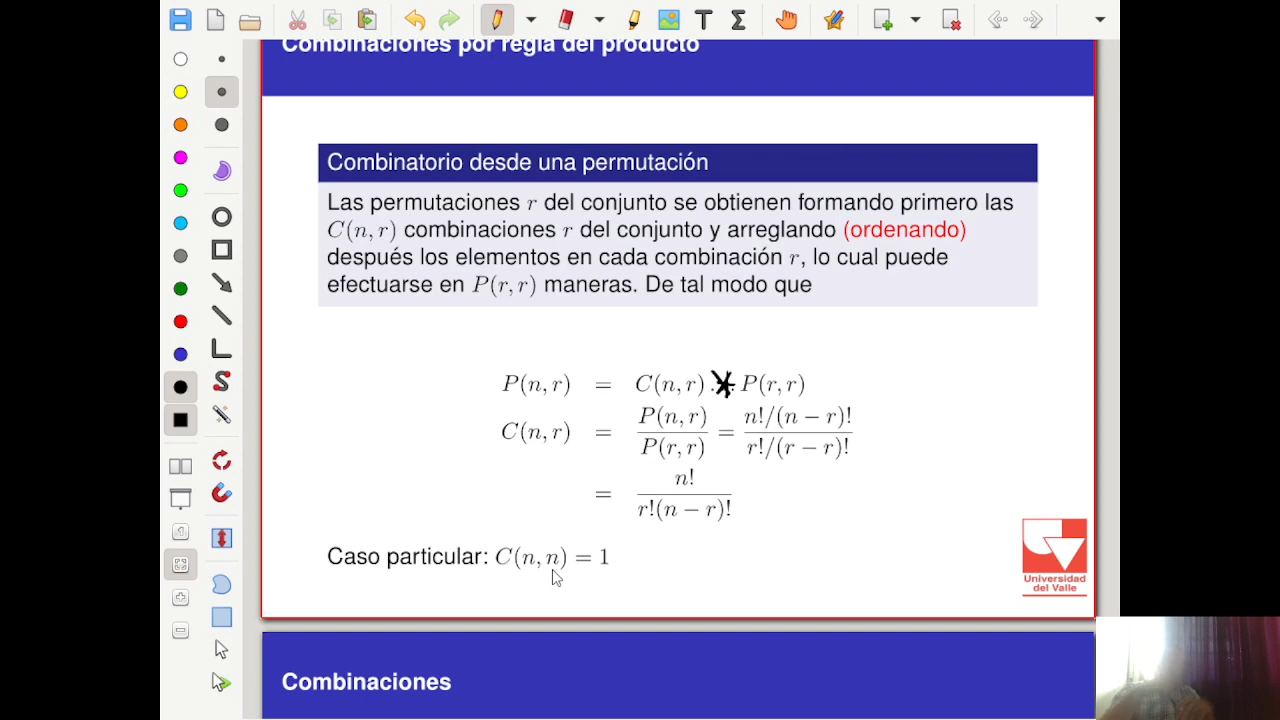 Combinaciones por regla del producto
Combinatorio desde una permutación
Las permutaciones r del conjunto se obtienen formando primero las
C(n, r) combinaciones r del conjunto y arreglando (ordenando)
después los elementos en cada combinación r, lo cual puede
efectuarse en P(r, r) maneras. De tal modo que
P(n, r) = C(n, r) . * . P(r, r)
C(n, r) = P(n, r) / P(r, r) = n!/(n − r)! / r!/(r − r)!
= n! / r!(n − r)!
Caso particular: C(n, n) = 1
Universidad
del Valle
Combinaciones